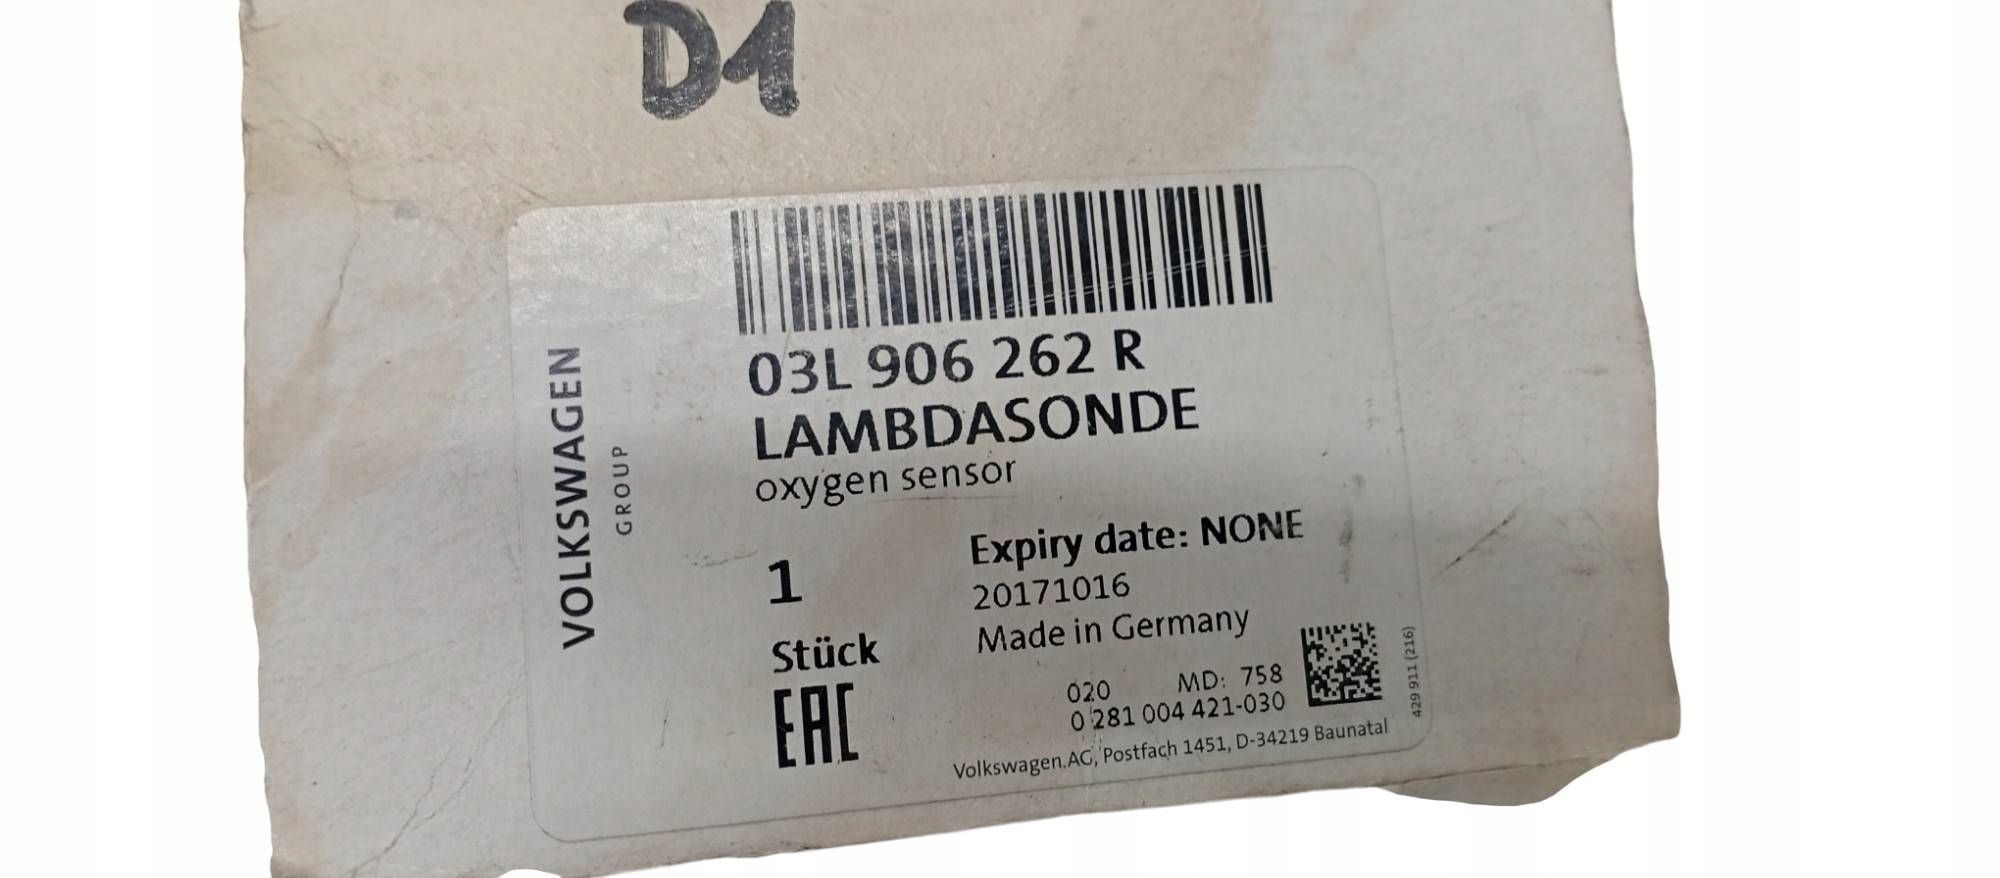 D1
VOLKSWAGEN
GROUP
03L 906 262 R
LAMBDASONDE
oxygen sensor
1
Stück
EAC
Expiry date: NONE
20171016
Made in Germany
020 MD: 758
0 281 004 421-030
Volkswagen AG, Postfach 1451, D-34219 Baunatal
429 911 (216)